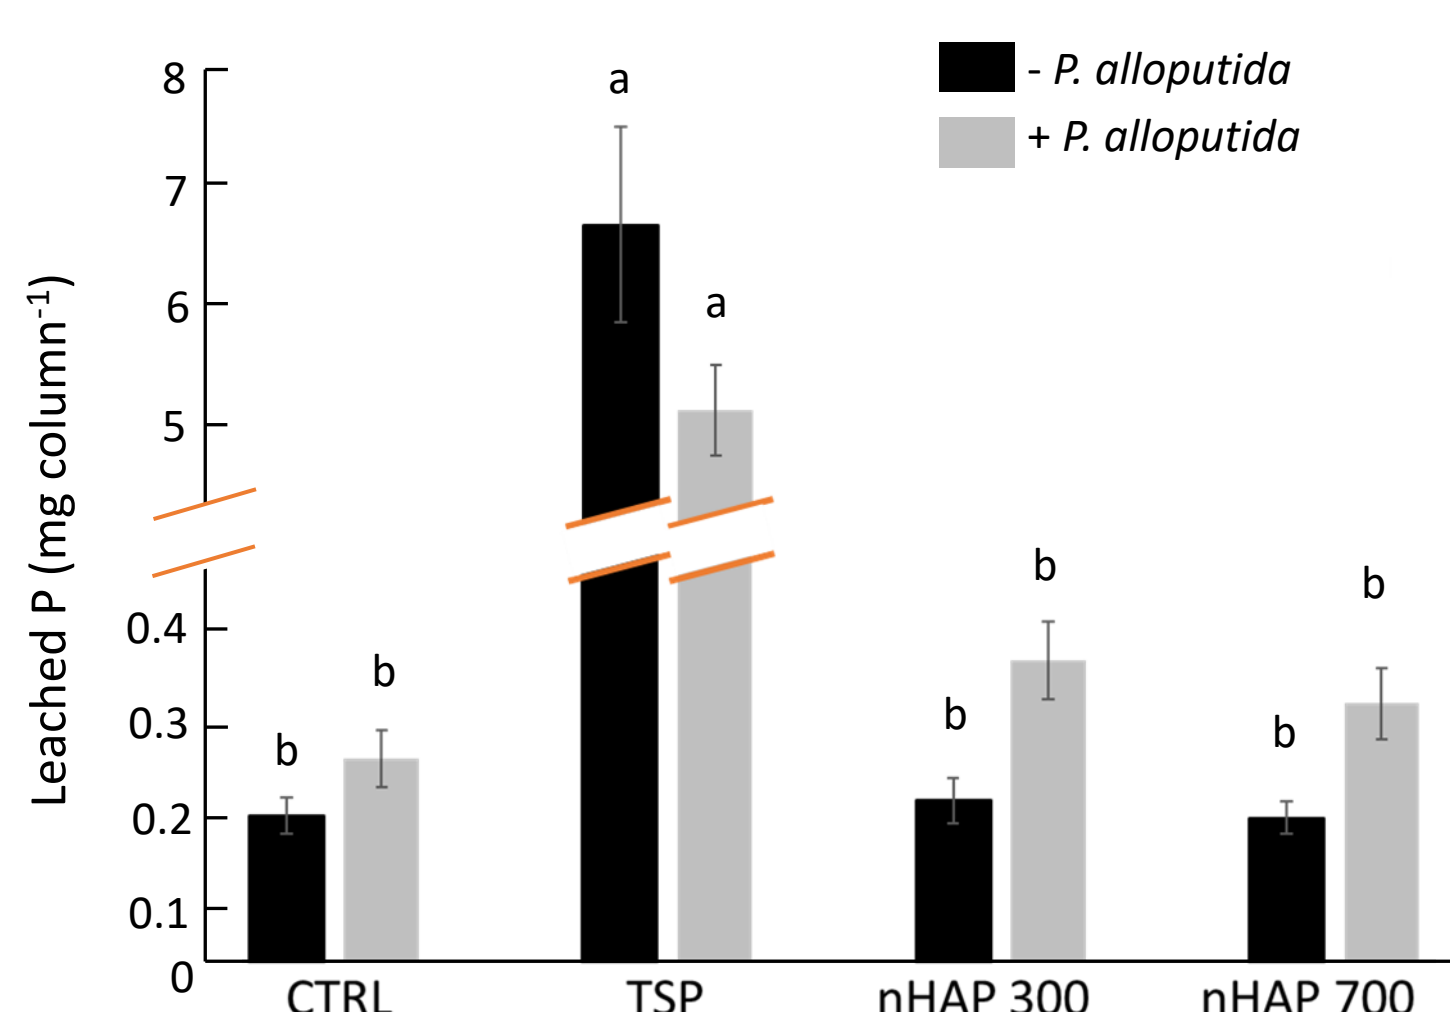 - P. alloputida
+ P. alloputida
Leached P (mg column-1)
8
7
6
5
0.4
0.3
0.2
0.1
0
a
a
b
b
b
b
b
b
CTRL
TSP
nHAP 300
nHAP 700